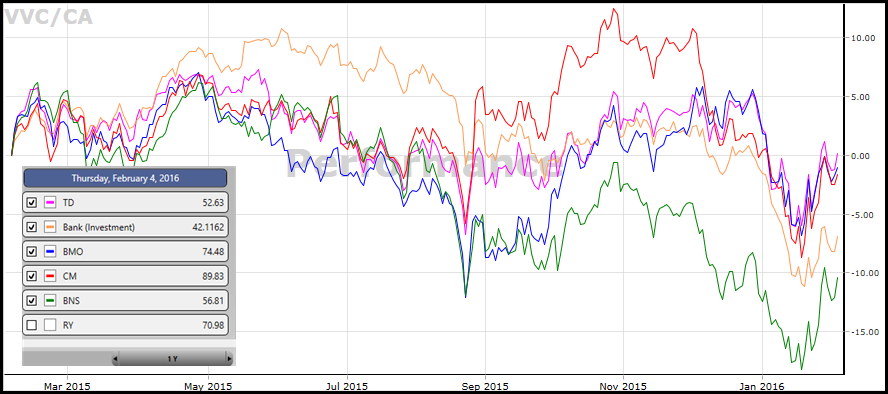 VVC/CA
Performance
10.00
5.00
0.00
-5.00
-10.00
-15.00
Thursday, February 4, 2016
TD 52.63
Bank (Investment) 42.1162
BMO 74.48
CM 89.83
BNS 56.81
RY 70.98
1 Y
Mar 2015 May 2015 Jul 2015 Sep 2015 Nov 2015 Jan 2016